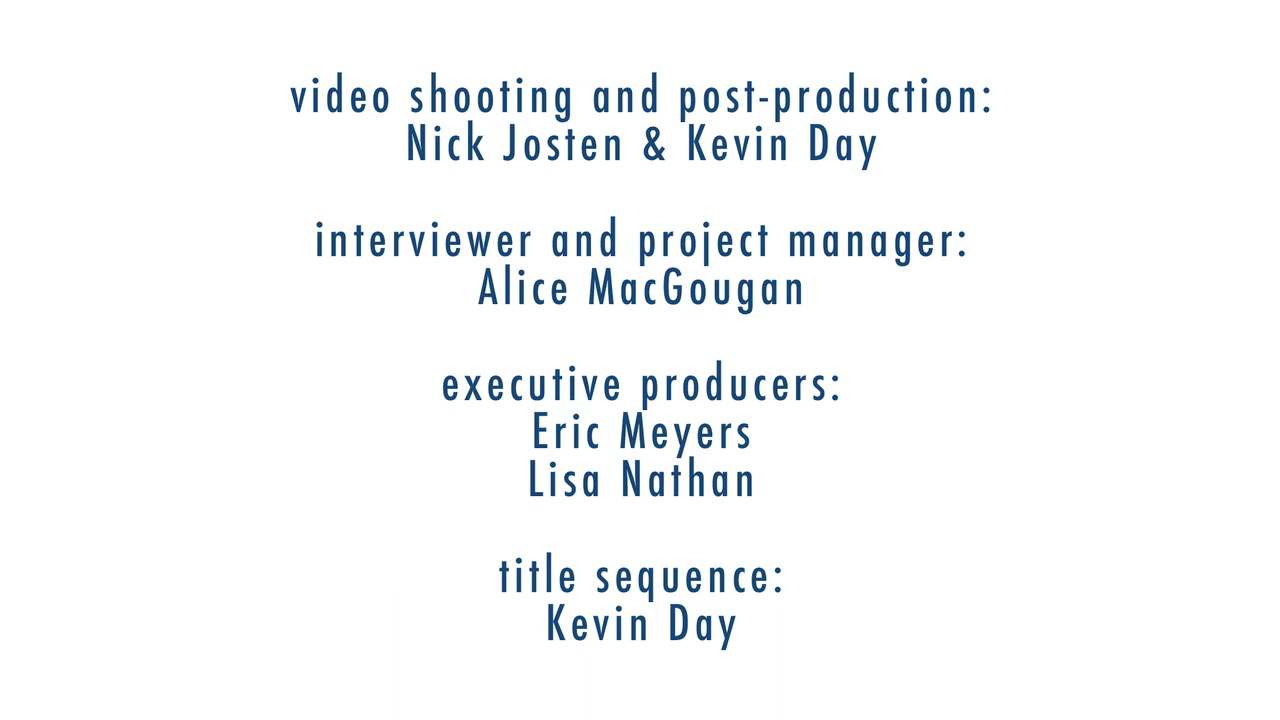 video shooting and post-production:
Nick Josten & Kevin Day
interviewer and project manager:
Alice MacGougan
executive producers:
Eric Meyers
Lisa Nathan
title sequence:
Kevin Day